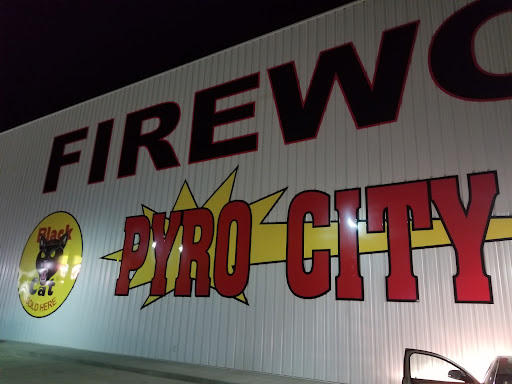 FIREWO
PYRO CITY
Black
Cat
SOLD HERE